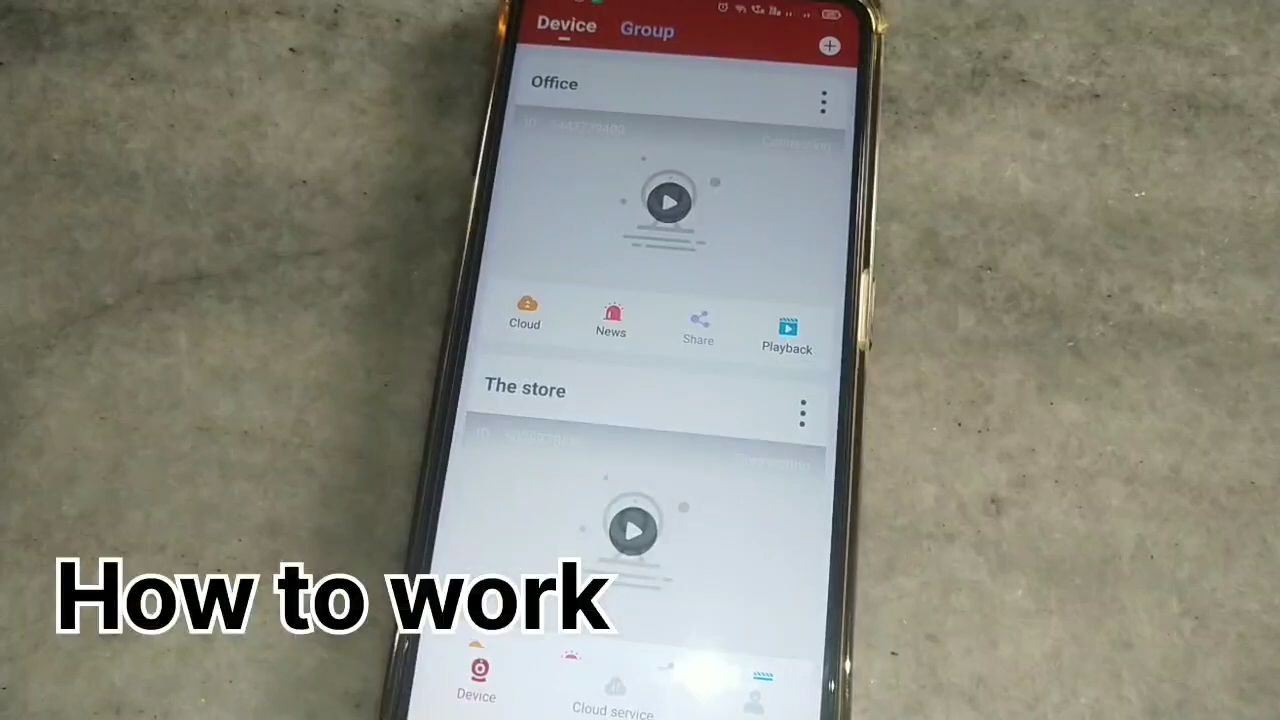 Device Group
Office
Cloud News Share Playback
The store
How to work
Device Cloud service